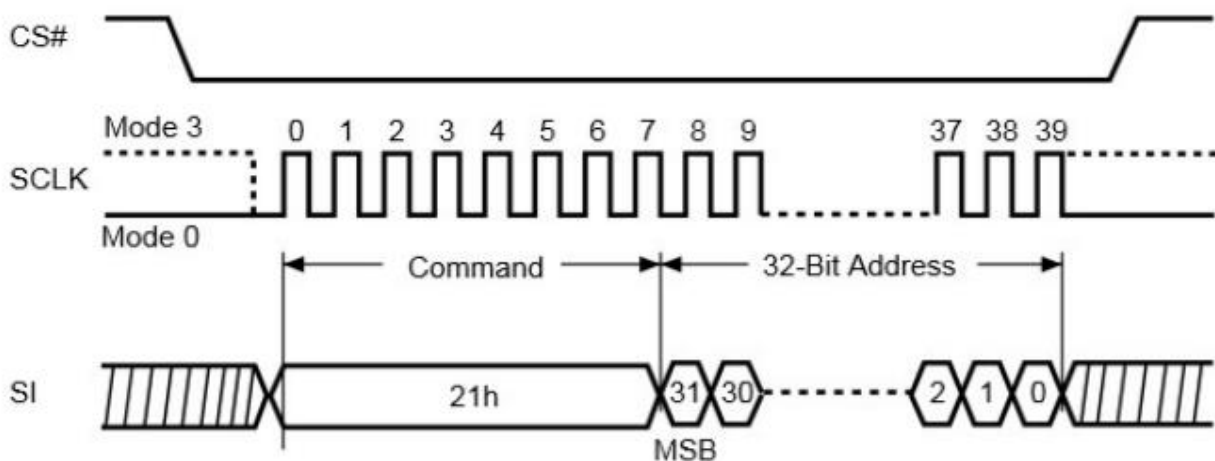 CS#
Mode 3
0 1 2 3 4 5 6 7 8 9 37 38 39
SCLK
Mode 0
Command 32-Bit Address
SI 21h 31 30 2 1 0
MSB